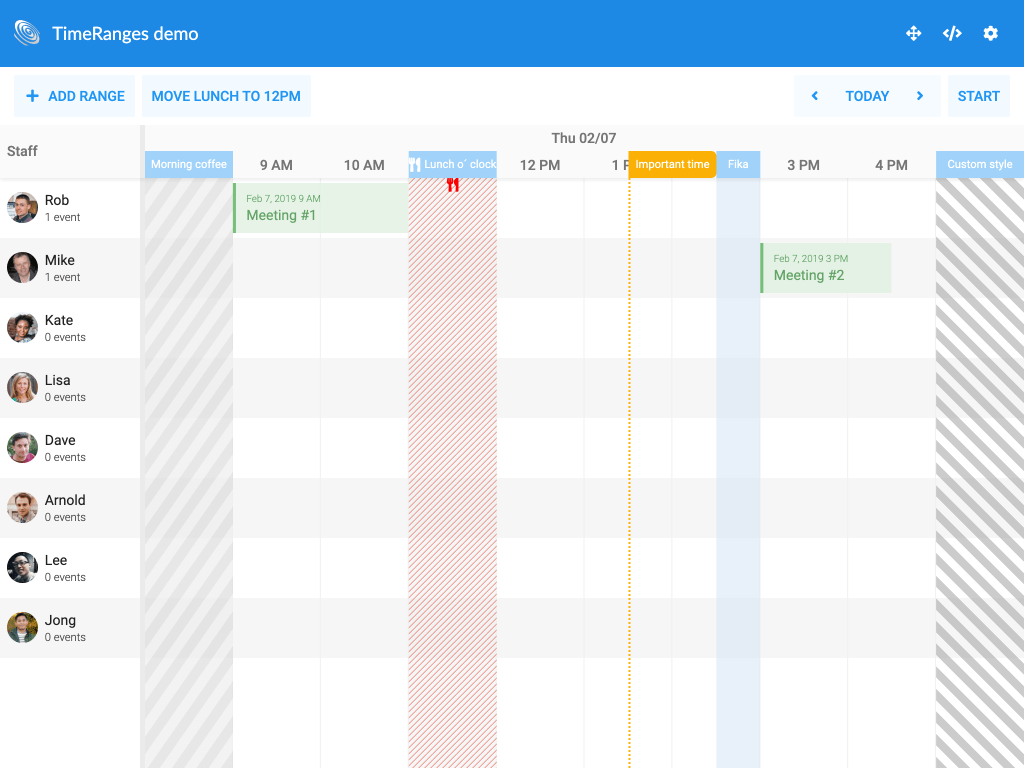 TimeRanges demo
ADD RANGE
MOVE LUNCH TO 12PM
TODAY
START
Staff
Thu 02/07
Morning coffee
9 AM
10 AM
Lunch o´ clock
12 PM
1 P
Important time
Fika
3 PM
4 PM
Custom style
Rob
1 event
Feb 7, 2019 9 AM
Meeting #1
Mike
1 event
Feb 7, 2019 3 PM
Meeting #2
Kate
0 events
Lisa
0 events
Dave
0 events
Arnold
0 events
Lee
0 events
Jong
0 events